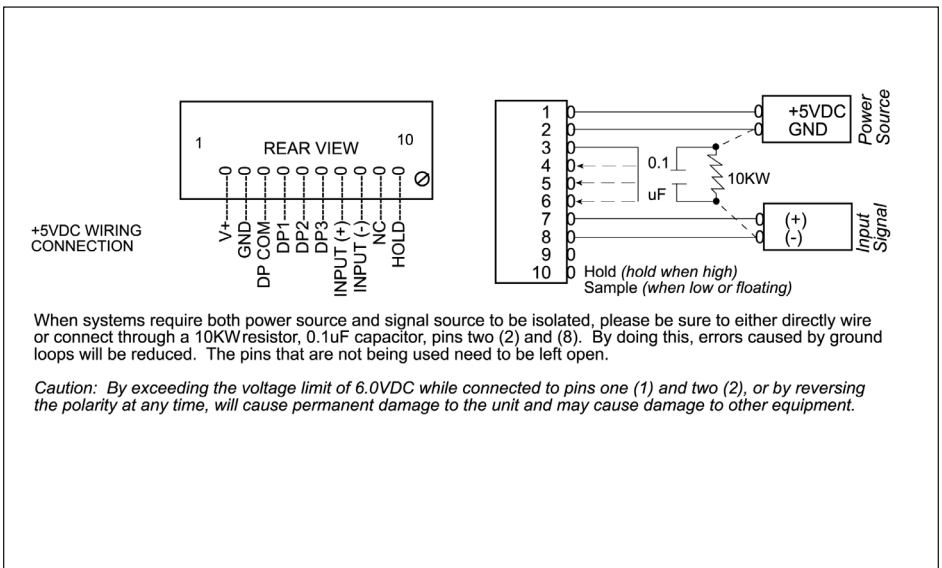 1
REAR VIEW
10
+5VDC WIRING
CONNECTION
V+
GND
DP COM
DP1
DP2
DP3
INPUT (+)
INPUT (-)
NC
HOLD
1
2
3
4
5
6
7
8
9
10
0.1
uF
10KW
+5VDC
GND
Power
Source
(+)
(-)
Input
Signal
Hold (hold when high)
Sample (when low or floating)
When systems require both power source and signal source to be isolated, please be sure to either directly wire
or connect through a 10KWresistor, 0.1uF capacitor, pins two (2) and (8). By doing this, errors caused by ground
loops will be reduced. The pins that are not being used need to be left open.
Caution: By exceeding the voltage limit of 6.0VDC while connected to pins one (1) and two (2), or by reversing
the polarity at any time, will cause permanent damage to the unit and may cause damage to other equipment.